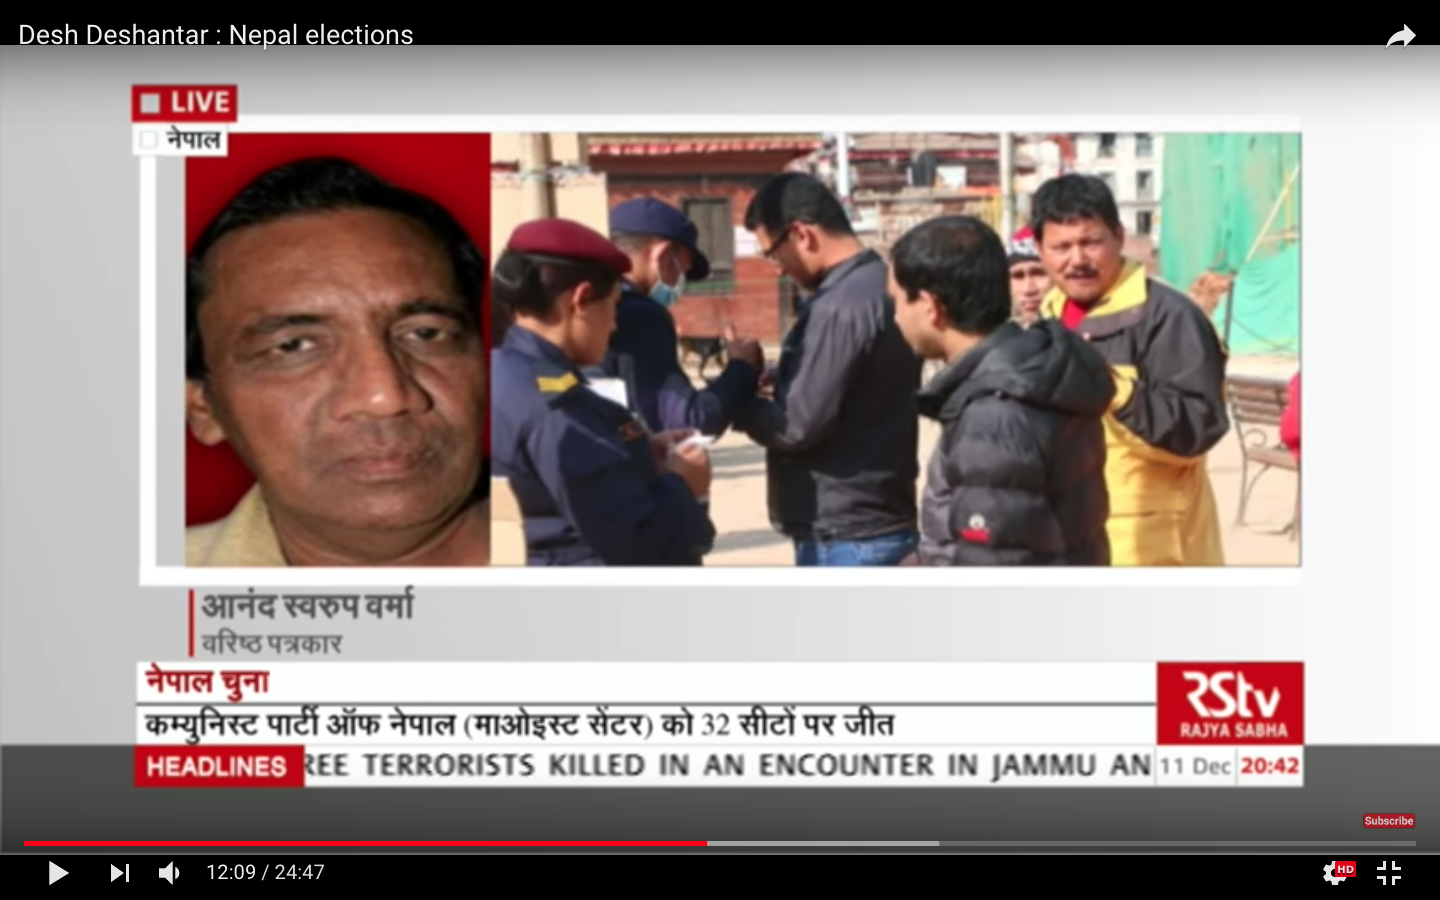 Desh Deshantar : Nepal elections
LIVE
नेपाल
आनंद स्वरुप वर्मा
वरिष्ठ पत्रकार
नेपाल चुना
कम्युनिस्ट पार्टी ऑफ नेपाल (माओइस्ट सेंटर) को 32 सीटों पर जीत
RStv
RAJYA SABHA
HEADLINES REE TERRORISTS KILLED IN AN ENCOUNTER IN JAMMU AN 11 Dec 20:42
Subscribe
12:09 / 24:47
HD